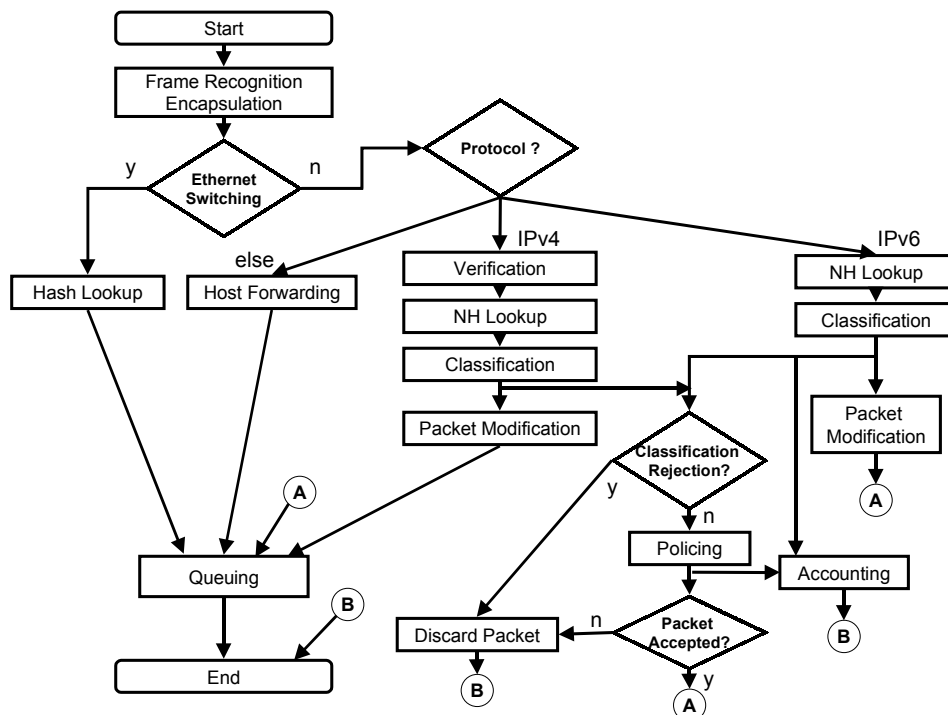 Start
Frame Recognition
Encapsulation
Protocol ?
y
n
Ethernet
Switching
IPv4
IPv6
else
Verification
NH Lookup
Hash Lookup
Host Forwarding
NH Lookup
Classification
Classification
Packet Modification
Packet
Modification
Classification
Rejection?
y
A
A
n
Policing
Queuing
Accounting
B
n
Packet
Accepted?
Discard Packet
B
End
B
y
A